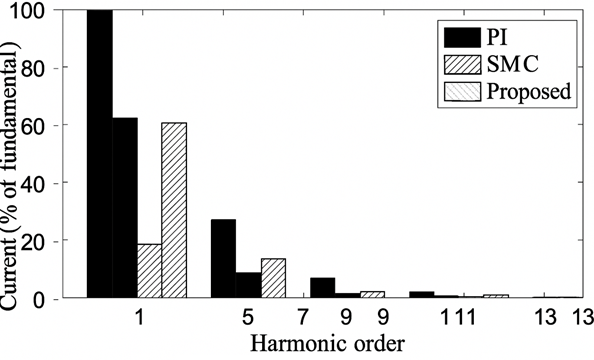 Current (% of fundamental)
100
80
60
40
20
0
PI
SMC
Proposed
1 5 7 9 9 1 11 13 13
Harmonic order